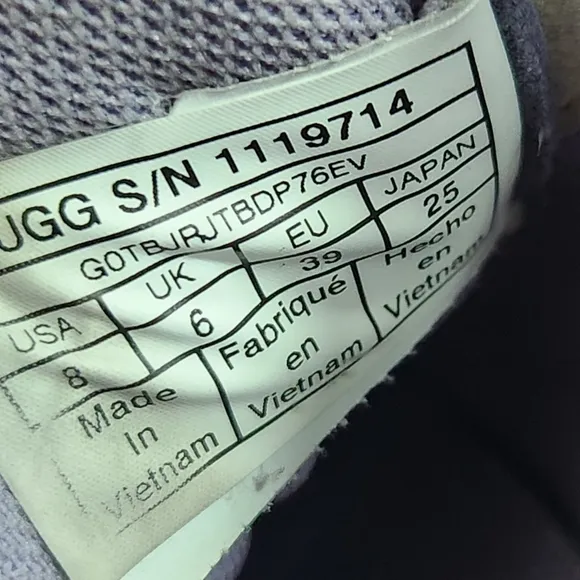 UGG S/N 1119714
GOTBJRJTBDP76EV
USA UK EU JAPAN
8 6 39 25
Made In Vietnam
Fabriqué en Vietnam
Hecho en Vietnam